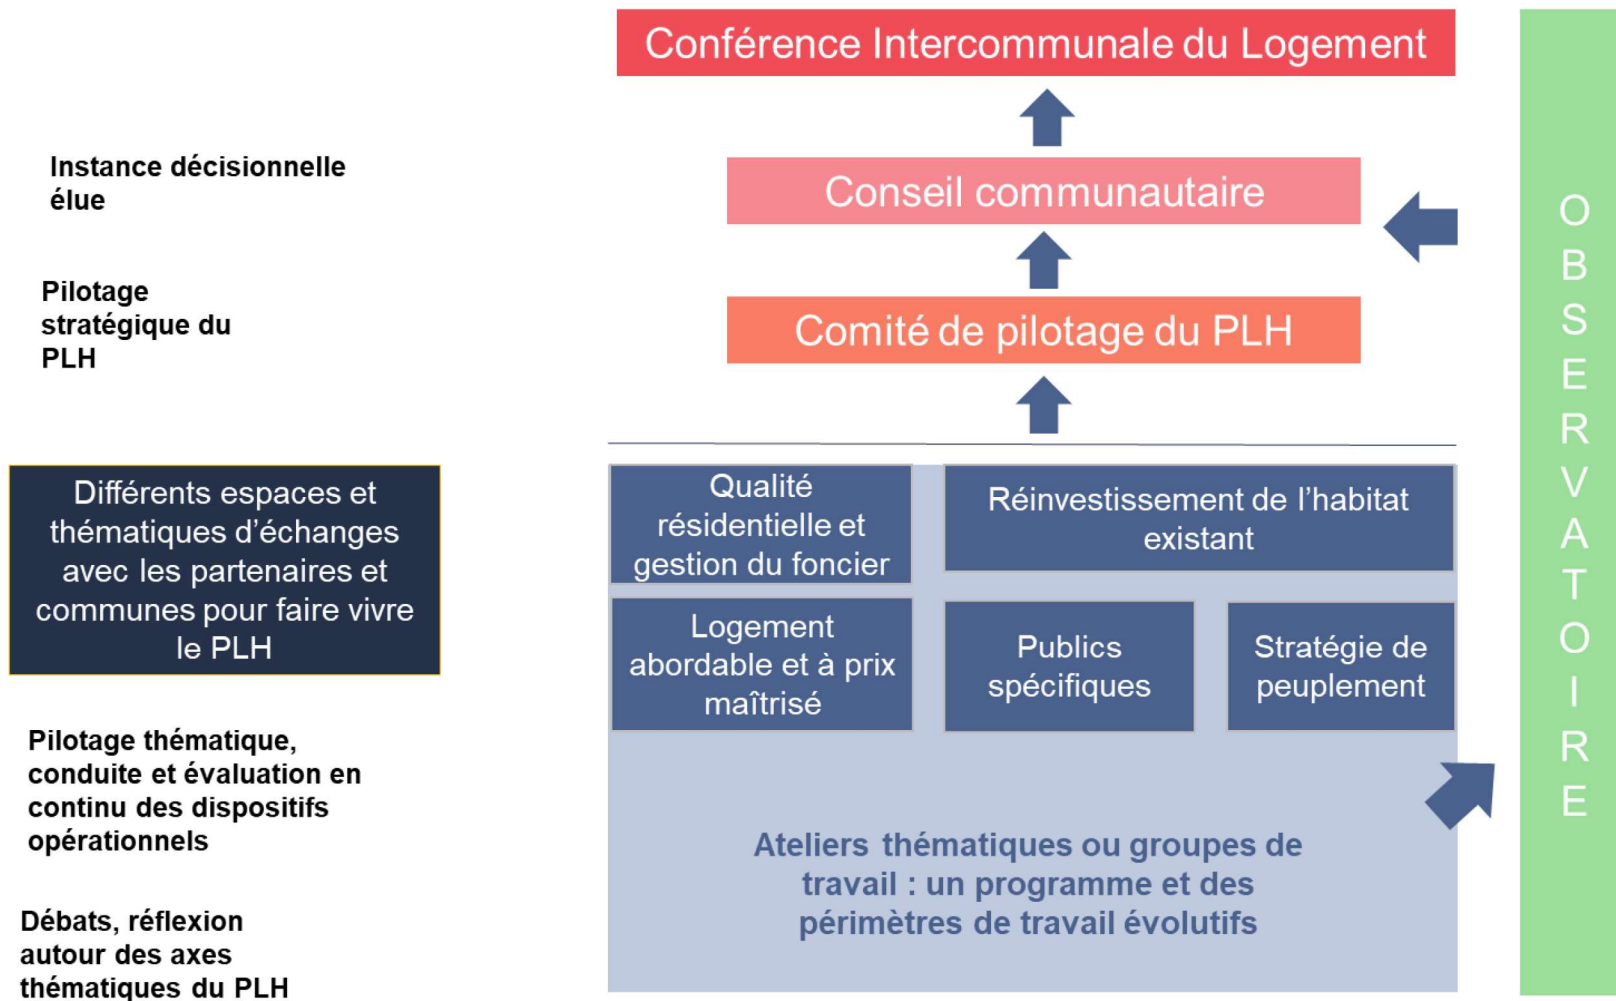 Conférence Intercommunale du Logement
Instance décisionnelle
élue
Conseil communautaire
Pilotage
stratégique du
PLH
Comité de pilotage du PLH
Différents espaces et
thématiques d’échanges
avec les partenaires et
communes pour faire vivre
le PLH
Qualité
résidentielle et
gestion du foncier
Réinvestissement de l’habitat
existant
Logement
abordable et à prix
maîtrisé
Publics
spécifiques
Stratégie de
peuplement
Pilotage thématique,
conduite et évaluation en
continu des dispositifs
opérationnels
Ateliers thématiques ou groupes de
travail : un programme et des
périmètres de travail évolutifs
Débats, réflexion
autour des axes
thématiques du PLH
O
B
S
E
R
V
A
T
O
I
R
E